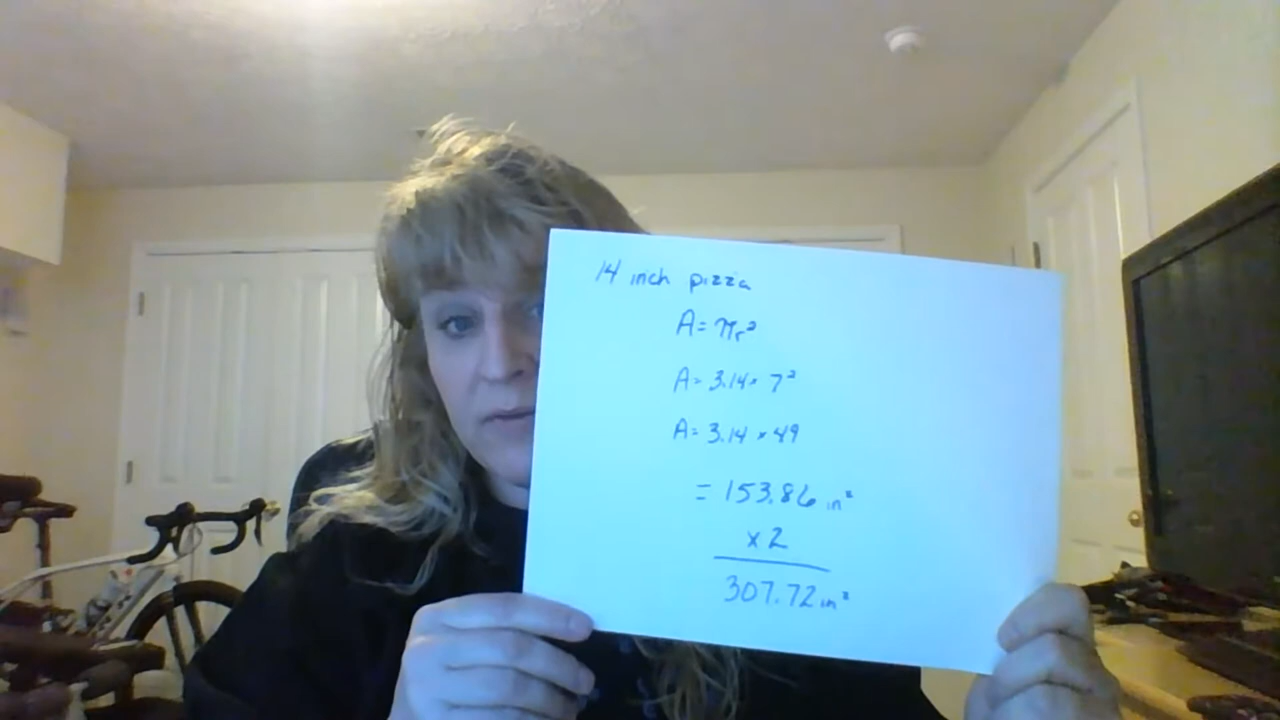 14 inch pizza
A = πr²
A = 3.14 × 7²
A = 3.14 × 49
= 153.86 in²
x 2
307.72 in²